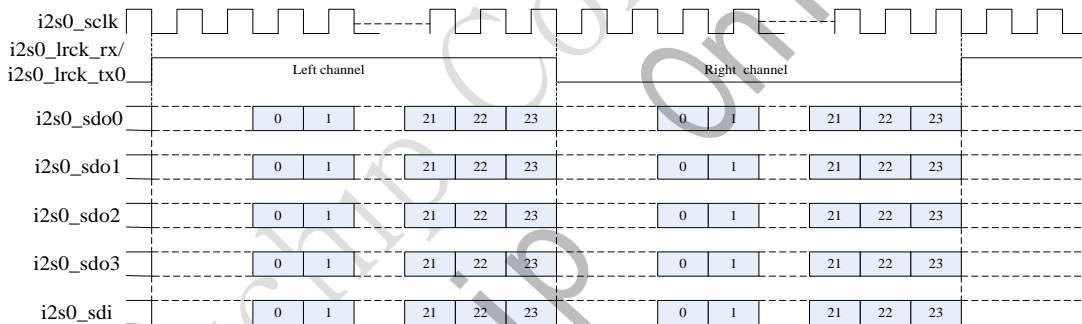 i2s0_sclk
i2s0_lrck_rx/
i2s0_lrck_tx0 Left channel Right channel
i2s0_sdo0 0 1 21 22 23 0 1 21 22 23
i2s0_sdo1 0 1 21 22 23 0 1 21 22 23
i2s0_sdo2 0 1 21 22 23 0 1 21 22 23
i2s0_sdo3 0 1 21 22 23 0 1 21 22 23
i2s0_sdi 0 1 21 22 23 0 1 21 22 23